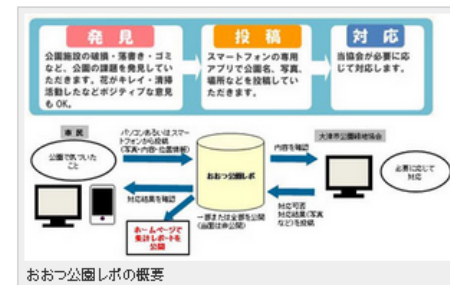 発見
公園施設の破損・落書き・ゴミ
など、公園の課題を発見してい
ただきます。花がキレイ・清掃
活動したなどポジティブな意見
も OK。
投稿
スマートフォンの専用
アプリで公園名、写真、
場所などを投稿してい
ただきます。
対応
当協会が必要に応
じて対応します。
市民
公園で気づいた
こと
パソコンあるいはスマー
トフォンから投稿
(写真・内容・位置情報)
対応結果を確認
ホームページで
集計レポートを
公開
おおつ公園レポ
一部または全部を公開
(当面は非公開)
内容を確認
対応可否
対応結果(写真
など)を投稿
大津市公園緑地協会
必要に応じて
対応
おおつ公園レポの概要